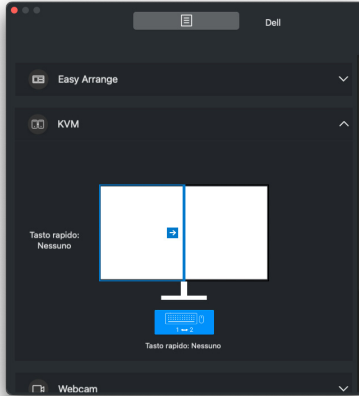 Dell
Easy Arrange
KVM
Tasto rapido:
Nessuno
1 ↔ 2
Tasto rapido: Nessuno
Webcam